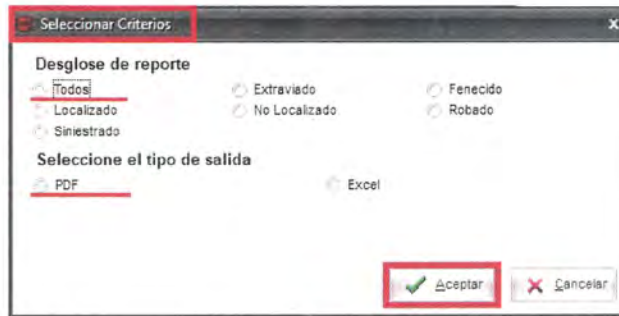 Seleccionar Criterios x
Desglose de reporte
Todos Extraviado Fenecido
Localizado No Localizado Robado
Siniestrado
Seleccione el tipo de salida
PDF Excel
Aceptar Cancelar